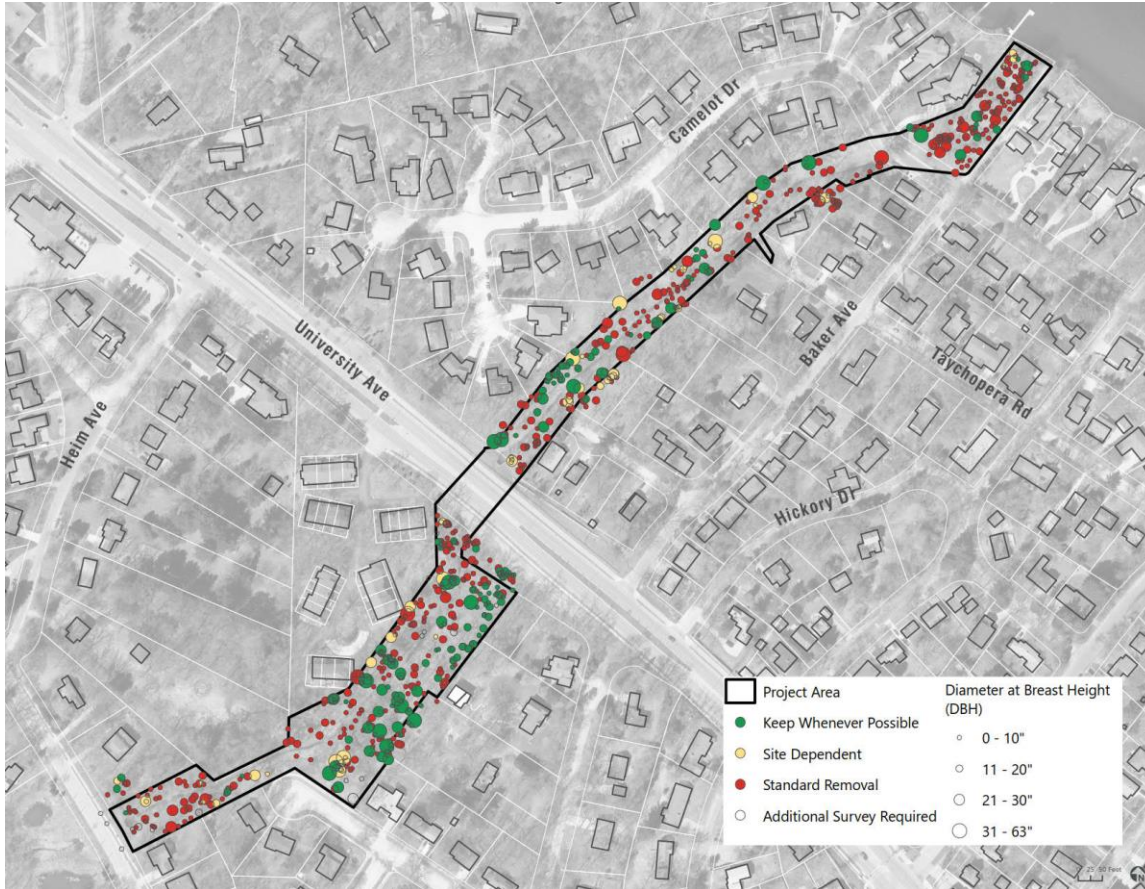 Camelot Dr
University Ave
Baker Ave
Taychopera Rd
Heim Ave
Hickory Dr
Project Area
Keep Whenever Possible
Site Dependent
Standard Removal
Additional Survey Required
Diameter at Breast Height
(DBH)
0 - 10"
11 - 20"
21 - 30"
31 - 63"